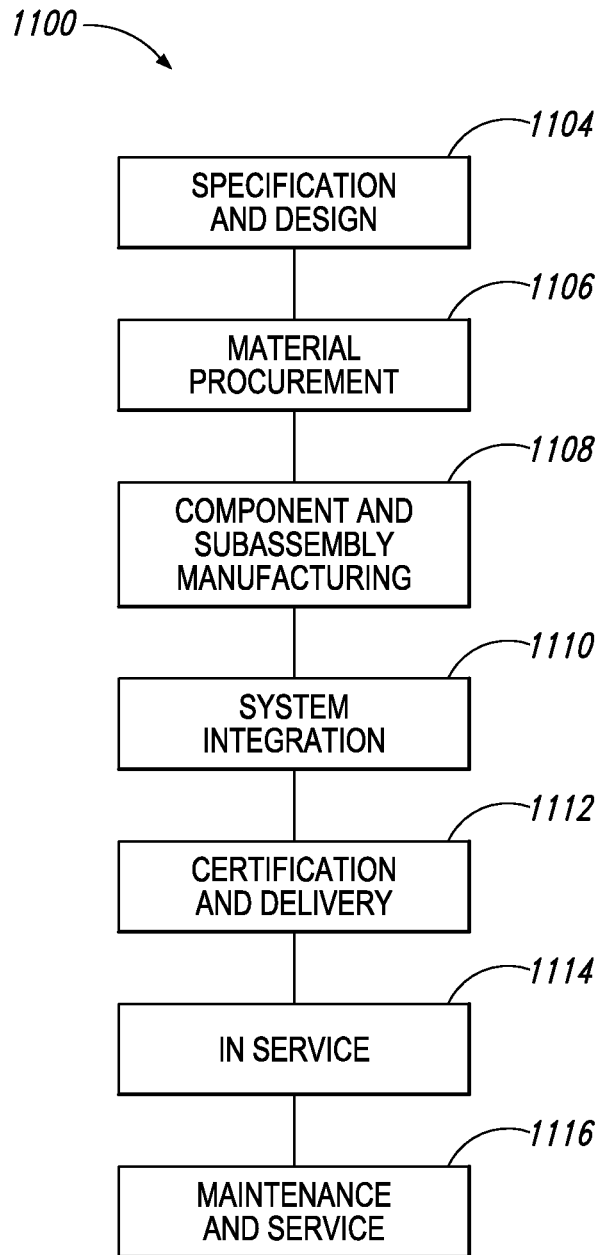 1100
1104
SPECIFICATION
AND DESIGN
1106
MATERIAL
PROCUREMENT
1108
COMPONENT AND
SUBASSEMBLY
MANUFACTURING
1110
SYSTEM
INTEGRATION
1112
CERTIFICATION
AND DELIVERY
1114
IN SERVICE
1116
MAINTENANCE
AND SERVICE